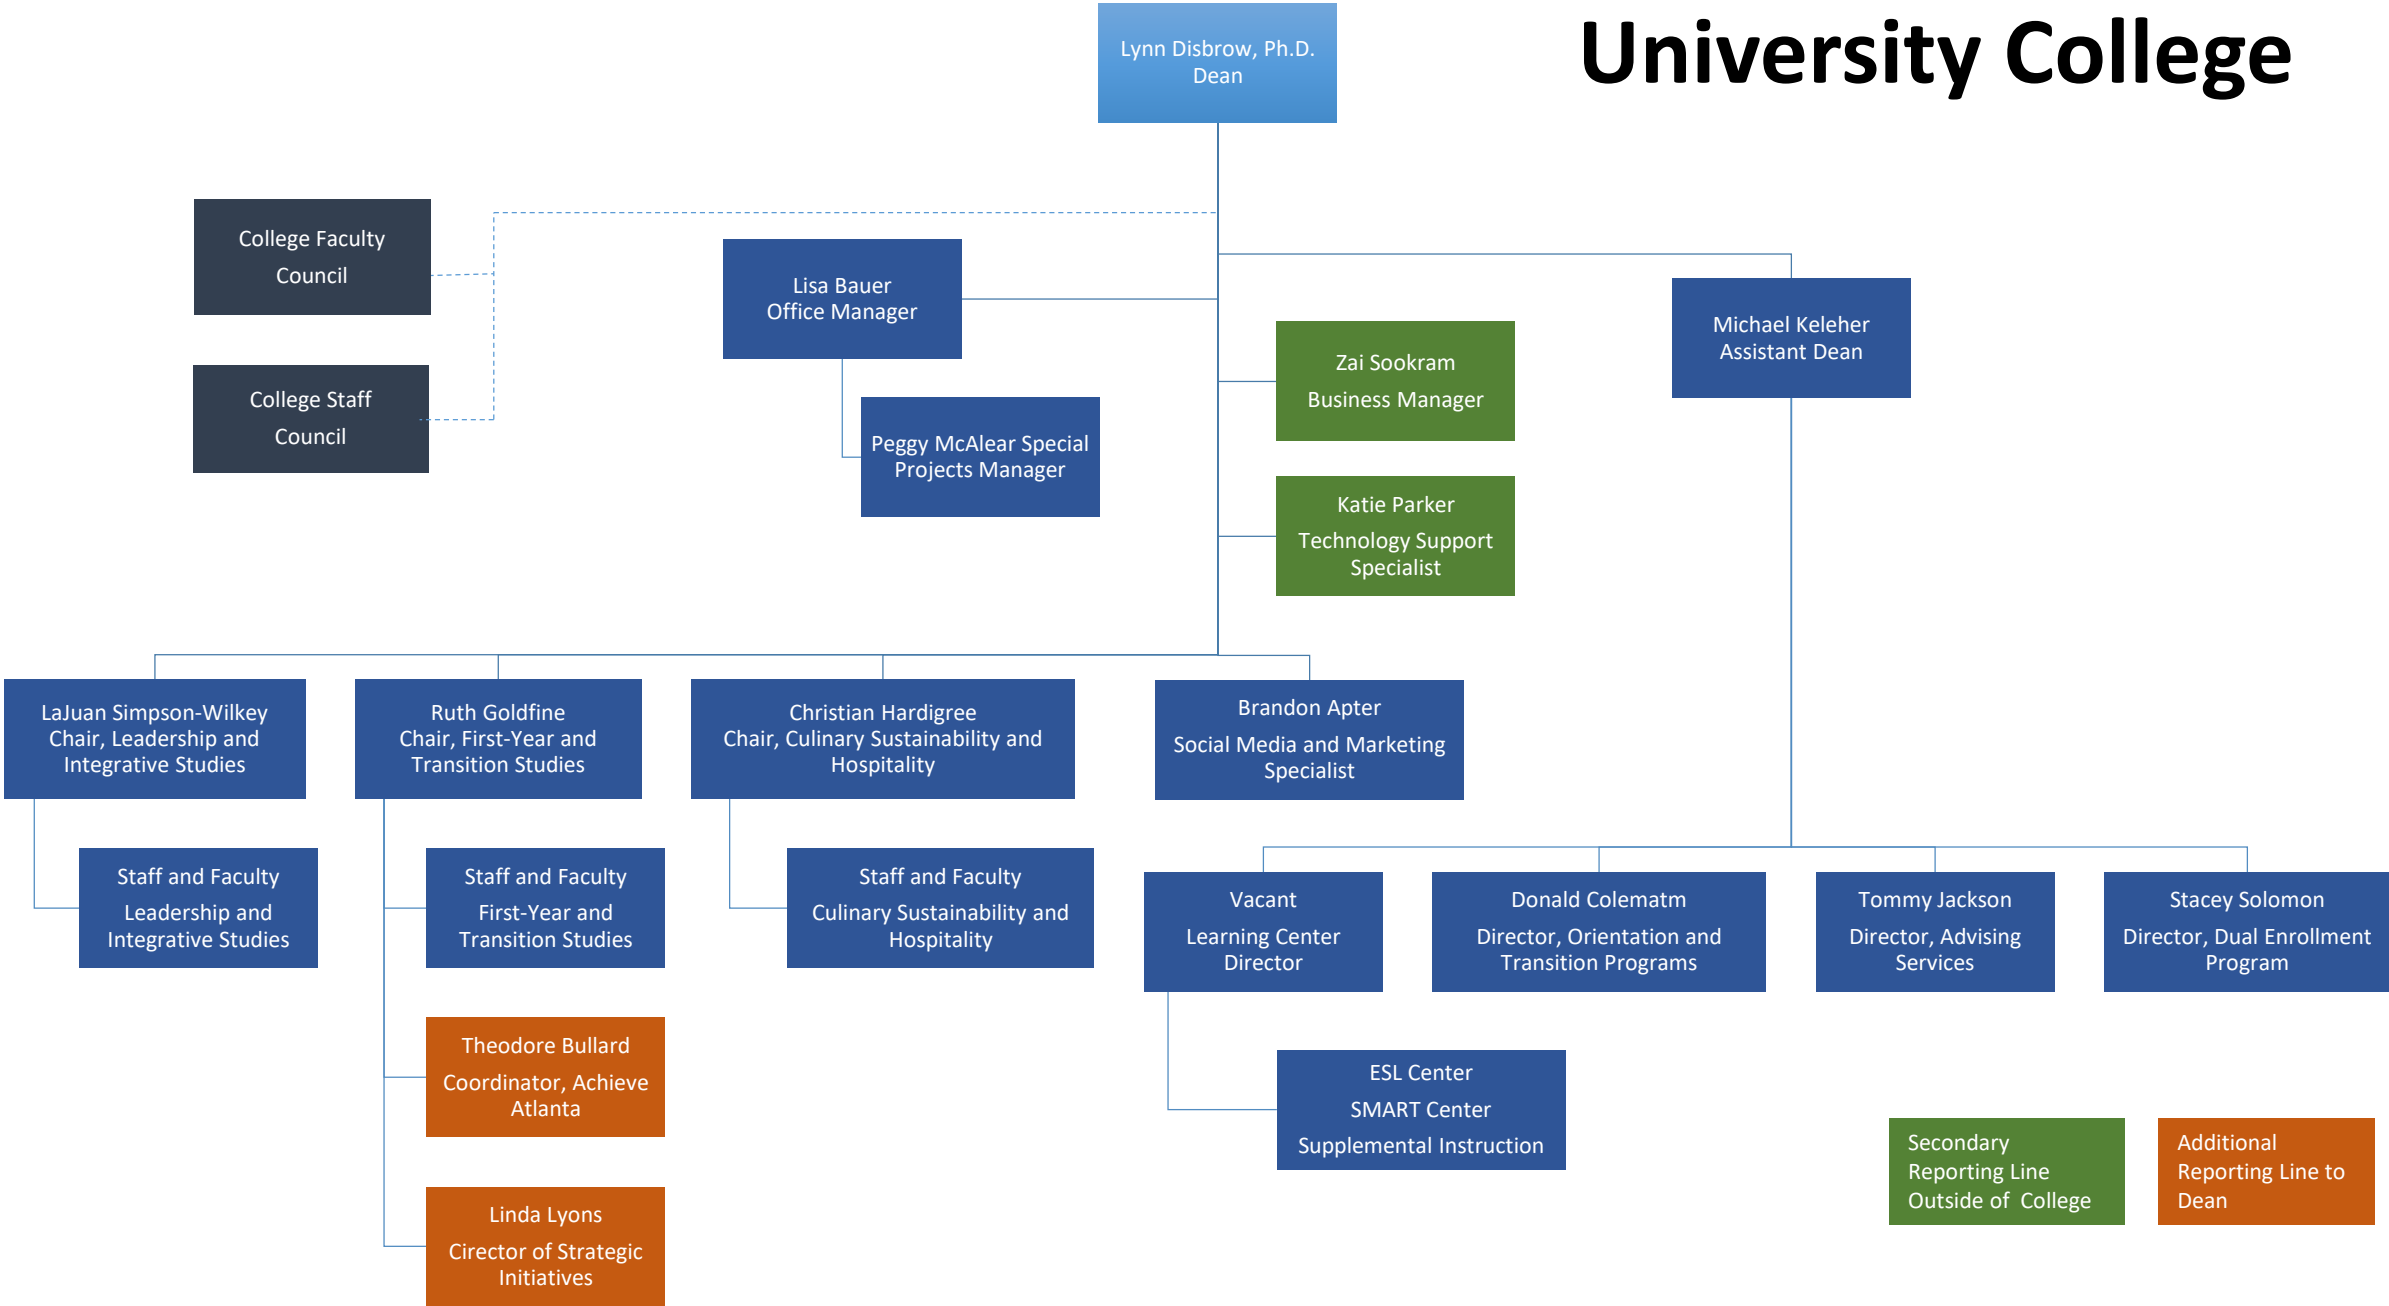 University College
Lynn Disbrow, Ph.D.
Dean
College Faculty
Council
Lisa Bauer
Office Manager
Michael Keleher
Assistant Dean
Zai Sookram
Business Manager
College Staff
Council
Peggy McAlear Special
Projects Manager
Katie Parker
Technology Support
Specialist
LaJuan Simpson-Wilkey
Chair, Leadership and
Integrative Studies
Ruth Goldfine
Chair, First-Year and
Transition Studies
Christian Hardigree
Chair, Culinary Sustainability and
Hospitality
Brandon Apter
Social Media and Marketing
Specialist
Staff and Faculty
Leadership and
Integrative Studies
Staff and Faculty
First-Year and
Transition Studies
Staff and Faculty
Culinary Sustainability and
Hospitality
Vacant
Learning Center
Director
Donald Colematm
Director, Orientation and
Transition Programs
Tommy Jackson
Director, Advising
Services
Stacey Solomon
Director, Dual Enrollment
Program
Theodore Bullard
Coordinator, Achieve
Atlanta
ESL Center
SMART Center
Supplemental Instruction
Linda Lyons
Cirector of Strategic
Initiatives
Secondary
Reporting Line
Outside of  College
Additional
Reporting Line to
Dean